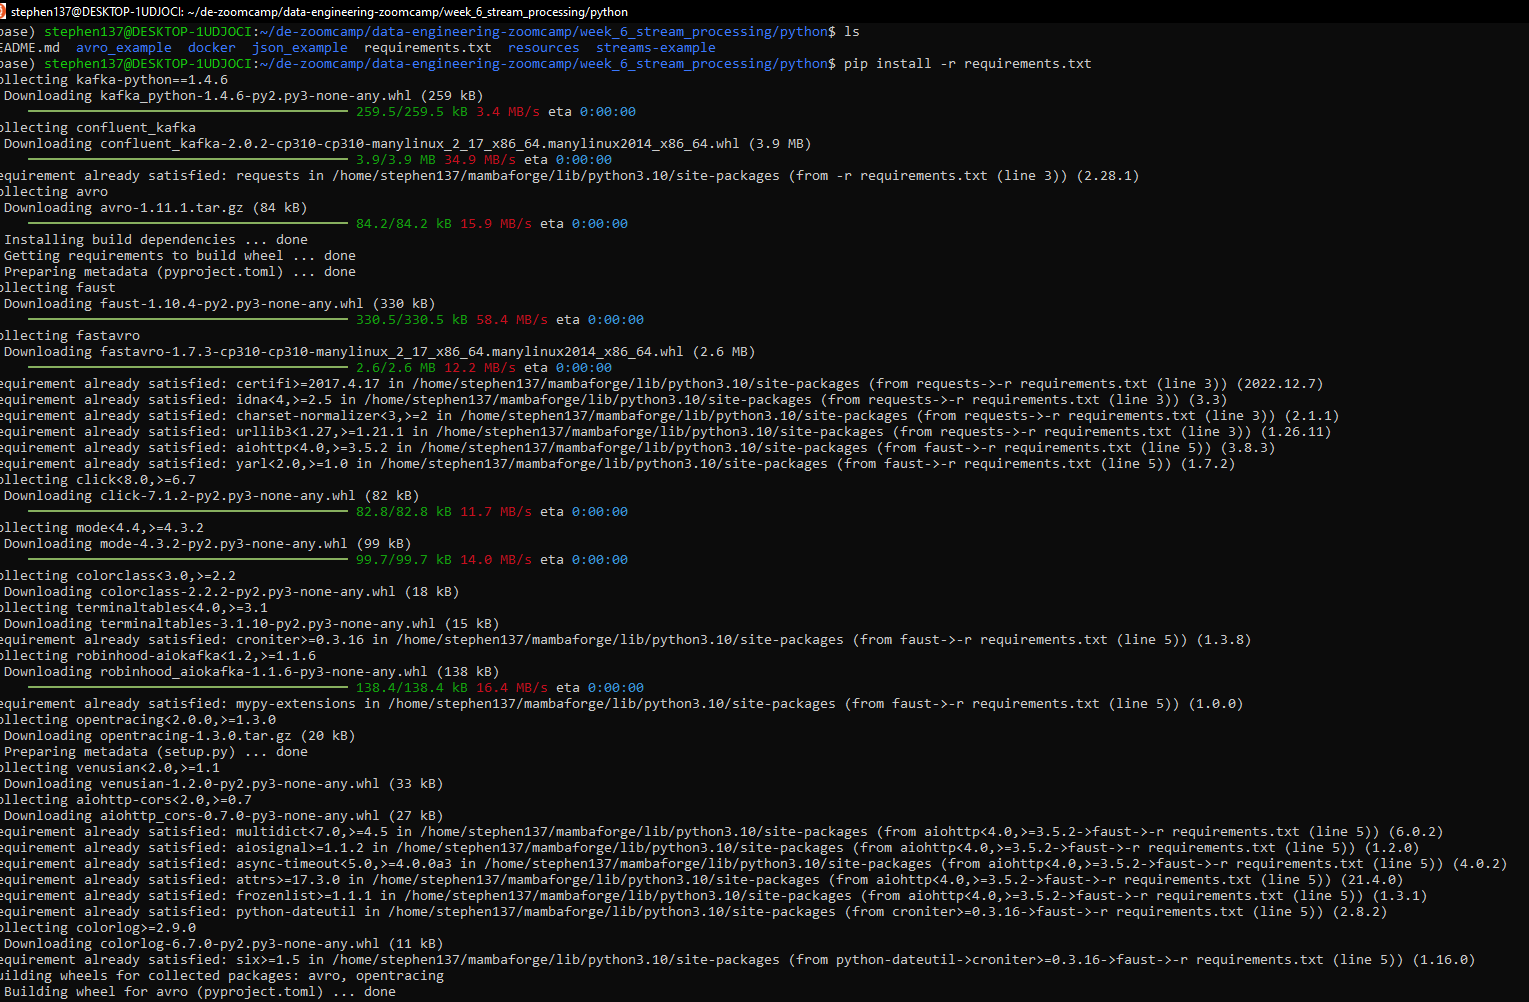 stephen137@DESKTOP-1UDJOCI: ~/de-zoomcamp/data-engineering-zoomcamp/week_6_stream_processing/python
base) stephen137@DESKTOP-1UDJOCI:~/de-zoomcamp/data-engineering-zoomcamp/week_6_stream_processing/python$ ls
EADME.md  avro_example  docker  json_example  requirements.txt  resources  streams-example
base) stephen137@DESKTOP-1UDJOCI:~/de-zoomcamp/data-engineering-zoomcamp/week_6_stream_processing/python$ pip install -r requirements.txt
ollecting kafka-python==1.4.6
Downloading kafka_python-1.4.6-py2.py3-none-any.whl (259 kB)
259.5/259.5 kB 3.4 MB/s eta 0:00:00
ollecting confluent_kafka
Downloading confluent_kafka-2.0.2-cp310-cp310-manylinux_2_17_x86_64.manylinux2014_x86_64.whl (3.9 MB)
3.9/3.9 MB 34.9 MB/s eta 0:00:00
equirement already satisfied: requests in /home/stephen137/mambaforge/lib/python3.10/site-packages (from -r requirements.txt (line 3)) (2.28.1)
ollecting avro
Downloading avro-1.11.1.tar.gz (84 kB)
84.2/84.2 kB 15.9 MB/s eta 0:00:00
Installing build dependencies ... done
Getting requirements to build wheel ... done
Preparing metadata (pyproject.toml) ... done
ollecting faust
Downloading faust-1.10.4-py2.py3-none-any.whl (330 kB)
330.5/330.5 kB 58.4 MB/s eta 0:00:00
ollecting fastavro
Downloading fastavro-1.7.3-cp310-cp310-manylinux_2_17_x86_64.manylinux2014_x86_64.whl (2.6 MB)
2.6/2.6 MB 12.2 MB/s eta 0:00:00
equirement already satisfied: certifi>=2017.4.17 in /home/stephen137/mambaforge/lib/python3.10/site-packages (from requests->-r requirements.txt (line 3)) (2022.12.7)
equirement already satisfied: idna<4,>=2.5 in /home/stephen137/mambaforge/lib/python3.10/site-packages (from requests->-r requirements.txt (line 3)) (3.3)
equirement already satisfied: charset-normalizer<3,>=2 in /home/stephen137/mambaforge/lib/python3.10/site-packages (from requests->-r requirements.txt (line 3)) (2.1.1)
equirement already satisfied: urllib3<1.27,>=1.21.1 in /home/stephen137/mambaforge/lib/python3.10/site-packages (from requests->-r requirements.txt (line 3)) (1.26.11)
equirement already satisfied: aiohttp<4.0,>=3.5.2 in /home/stephen137/mambaforge/lib/python3.10/site-packages (from faust->-r requirements.txt (line 5)) (3.8.3)
equirement already satisfied: yarl<2.0,>=1.0 in /home/stephen137/mambaforge/lib/python3.10/site-packages (from faust->-r requirements.txt (line 5)) (1.7.2)
ollecting click<8.0,>=6.7
Downloading click-7.1.2-py2.py3-none-any.whl (82 kB)
82.8/82.8 kB 11.7 MB/s eta 0:00:00
ollecting mode<4.4,>=4.3.2
Downloading mode-4.3.2-py2.py3-none-any.whl (99 kB)
99.7/99.7 kB 14.0 MB/s eta 0:00:00
ollecting colorclass<3.0,>=2.2
Downloading colorclass-2.2.2-py2.py3-none-any.whl (18 kB)
ollecting terminaltables<4.0,>=3.1
Downloading terminaltables-3.1.10-py2.py3-none-any.whl (15 kB)
equirement already satisfied: croniter>=0.3.16 in /home/stephen137/mambaforge/lib/python3.10/site-packages (from faust->-r requirements.txt (line 5)) (1.3.8)
ollecting robinhood-aiokafka<1.2,>=1.1.6
Downloading robinhood_aiokafka-1.1.6-py3-none-any.whl (138 kB)
138.4/138.4 kB 16.4 MB/s eta 0:00:00
equirement already satisfied: mypy-extensions in /home/stephen137/mambaforge/lib/python3.10/site-packages (from faust->-r requirements.txt (line 5)) (1.0.0)
ollecting opentracing<2.0.0,>=1.3.0
Downloading opentracing-1.3.0.tar.gz (20 kB)
Preparing metadata (setup.py) ... done
ollecting venusian<2.0,>=1.1
Downloading venusian-1.2.0-py2.py3-none-any.whl (33 kB)
ollecting aiohttp-cors<2.0,>=0.7
Downloading aiohttp_cors-0.7.0-py3-none-any.whl (27 kB)
equirement already satisfied: multidict<7.0,>=4.5 in /home/stephen137/mambaforge/lib/python3.10/site-packages (from aiohttp<4.0,>=3.5.2->faust->-r requirements.txt (line 5)) (6.0.2)
equirement already satisfied: aiosignal>=1.1.2 in /home/stephen137/mambaforge/lib/python3.10/site-packages (from aiohttp<4.0,>=3.5.2->faust->-r requirements.txt (line 5)) (1.2.0)
equirement already satisfied: async-timeout<5.0,>=4.0.0a3 in /home/stephen137/mambaforge/lib/python3.10/site-packages (from aiohttp<4.0,>=3.5.2->faust->-r requirements.txt (line 5)) (4.0.2)
equirement already satisfied: attrs>=17.3.0 in /home/stephen137/mambaforge/lib/python3.10/site-packages (from aiohttp<4.0,>=3.5.2->faust->-r requirements.txt (line 5)) (21.4.0)
equirement already satisfied: frozenlist>=1.1.1 in /home/stephen137/mambaforge/lib/python3.10/site-packages (from aiohttp<4.0,>=3.5.2->faust->-r requirements.txt (line 5)) (1.3.1)
equirement already satisfied: python-dateutil in /home/stephen137/mambaforge/lib/python3.10/site-packages (from croniter>=0.3.16->faust->-r requirements.txt (line 5)) (2.8.2)
ollecting colorlog>=2.9.0
Downloading colorlog-6.7.0-py2.py3-none-any.whl (11 kB)
equirement already satisfied: six>=1.5 in /home/stephen137/mambaforge/lib/python3.10/site-packages (from python-dateutil->croniter>=0.3.16->faust->-r requirements.txt (line 5)) (1.16.0)
uilding wheels for collected packages: avro, opentracing
Building wheel for avro (pyproject.toml) ... done